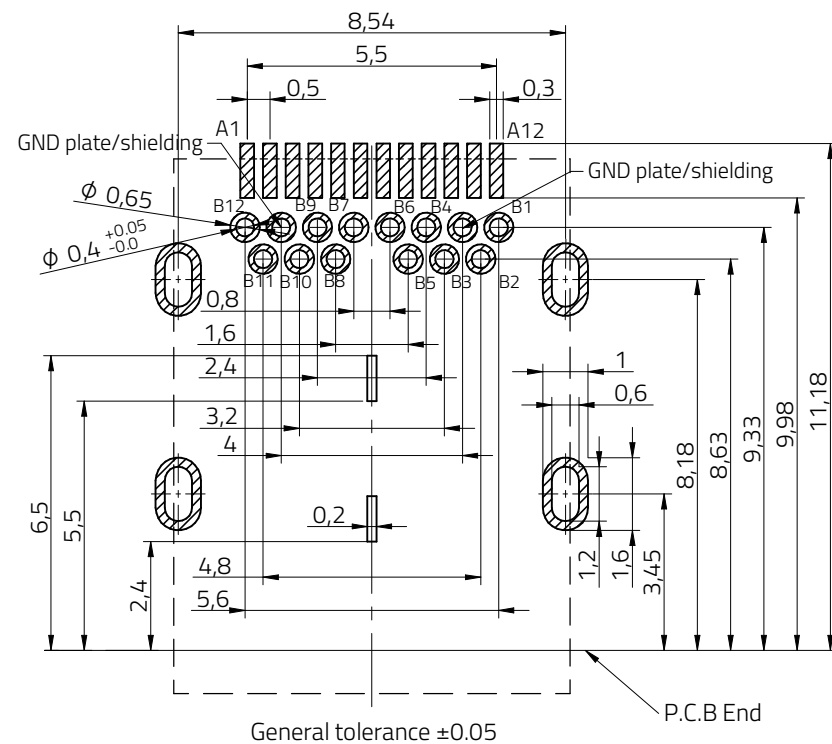 8,54
5,5
0,5
0,3
A1
A12
GND plate/shielding
GND plate/shielding
ϕ 0,65
B12
B9
B7
B6
B4
B1
ϕ 0,4 +0.05 -0.0
B11
B10
B8
B5
B3
B2
0,8
1,6
2,4
3,2
4
1
0,6
0,2
4,8
5,6
6,5
5,5
2,4
1,2
1,6
3,45
8,18
8,63
9,33
9,98
11,18
P.C.B End
General tolerance ±0.05